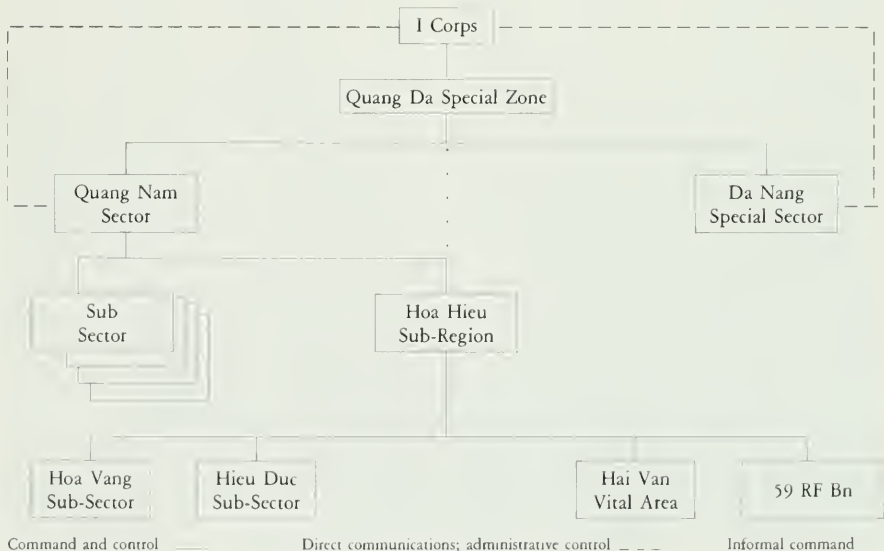 I Corps
Quang Da Special Zone
Quang Nam
Sector
Da Nang
Special Sector
Sub
Sector
Hoa Hieu
Sub-Region
Hoa Vang
Sub-Sector
Hieu Duc
Sub-Sector
Hai Van
Vital Area
59 RF Bn
Command and control
Direct communications; administrative control
Informal command